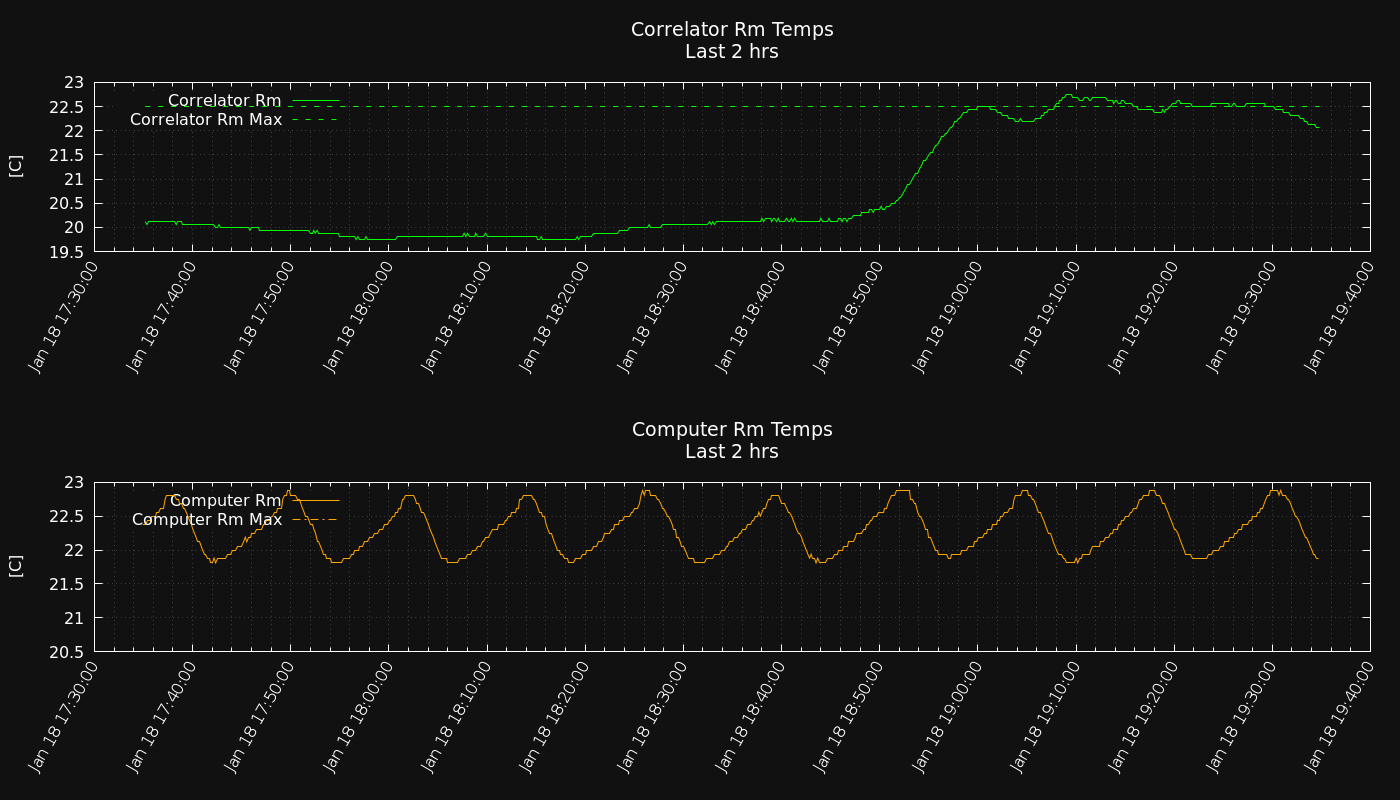 Correlator Rm Temps
Last 2 hrs
23
22.5
22
21.5
21
20.5
20
19.5
[C]
Correlator Rm
Correlator Rm Max
Jan 18 17:30:00
Jan 18 17:40:00
Jan 18 17:50:00
Jan 18 18:00:00
Jan 18 18:10:00
Jan 18 18:20:00
Jan 18 18:30:00
Jan 18 18:40:00
Jan 18 18:50:00
Jan 18 19:00:00
Jan 18 19:10:00
Jan 18 19:20:00
Jan 18 19:30:00
Jan 18 19:40:00
Computer Rm Temps
Last 2 hrs
23
22.5
22
21.5
21
20.5
[C]
Computer Rm
Computer Rm Max
Jan 18 17:30:00
Jan 18 17:40:00
Jan 18 17:50:00
Jan 18 18:00:00
Jan 18 18:10:00
Jan 18 18:20:00
Jan 18 18:30:00
Jan 18 18:40:00
Jan 18 18:50:00
Jan 18 19:00:00
Jan 18 19:10:00
Jan 18 19:20:00
Jan 18 19:30:00
Jan 18 19:40:00